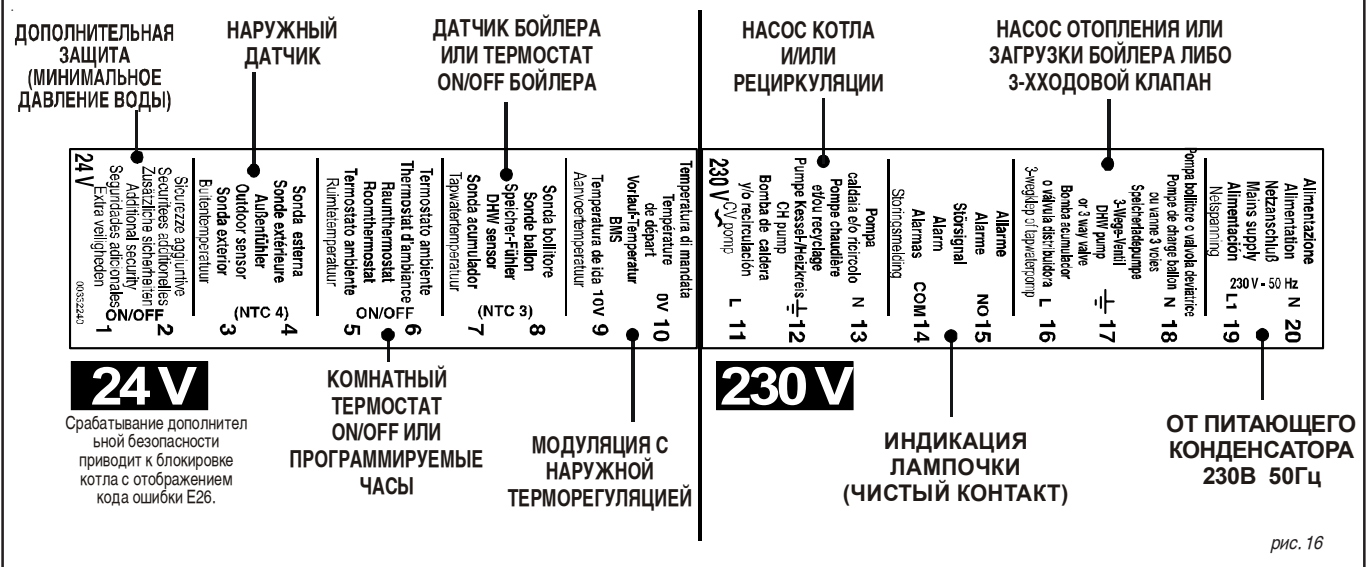 ДОПОЛНИТЕЛЬНАЯ
ЗАЩИТА
(МИНИМАЛЬНОЕ
ДАВЛЕНИЕ ВОДЫ)
НАРУЖНЫЙ
ДАТЧИК
ДАТЧИК БОЙЛЕРА
ИЛИ ТЕРМОСТАТ
ON/OFF БОЙЛЕРА
НАСОС КОТЛА
И/ИЛИ
РЕЦИРКУЛЯЦИИ
НАСОС ОТОПЛЕНИЯ ИЛИ
ЗАГРУЗКИ БОЙЛЕРА ЛИБО
3-ХХОДОВОЙ КЛАПАН
24 V
Sicurezze aggiuntive
Securitees additionelles
Zusätzliche sicherheiten
Additional security
Seguridades adicionales
Extra veiligheden
ON/OFF
00332240
1
2
Sonda esterna
Sonde extérieure
Außenfühler
Outdoor sensor
Sonda exterior
Buitentemperatuur
(NTC 4)
3
4
Termostato ambiente
Thermostat d'ambiance
Raumthermostat
Roomthermostat
Termostato ambiente
Ruimtetemperatuur
ON/OFF
5
6
Sonda bollitore
Sonde ballon
Speicher-Fühler
DHW sensor
Sonda acumulador
Tapwatertemperatuur
(NTC 3)
7
8
Temperatura di mandata
Température
de départ
Vorlauf-Temperatur
BMS
Temperatura de ida
Aanvoertemperatuur
10V 9
0V 10
230 V ~
Pompa
caldaia e/o ricircolo
Pompe chaudière
et/ou recyclage
Pumpe Kessel-/Heizkreis
CH pump
Bomba de caldera
y/o recirculación
CV pomp
L 11
12
N 13
Allarme
Alarme
Störsignal
Alarm
Alarmas
Storingsmelding
COM 14
NO 15
Pompa bollitore o valvola deviatrice
Pompe de charge ballon
ou vanne 3 voies
Speicherladepumpe
3-Wege-Ventil
DHW pump
or 3 way valve
Bomba acumulador
o válvula distribuidora
3-wegklep of tapwaterpomp
L 16
17
N 18
Alimentazione
Alimentation
Netzanschluß
Mains supply
Alimentación
Netspanning
230 V - 50 Hz
L1 19
N 20
24 V
Срабатывание дополнител
ьной безопасности
приводит к блокировке
котла с отображением
кода ошибки E26.
КОМНАТНЫЙ
ТЕРМОСТАТ
ON/OFF ИЛИ
ПРОГРАММИРУЕМЫЕ
ЧАСЫ
МОДУЛЯЦИЯ С
НАРУЖНОЙ
ТЕРМОРЕГУЛЯЦИЕЙ
230 V
ИНДИКАЦИЯ
ЛАМПОЧКИ
(ЧИСТЫЙ КОНТАКТ)
ОТ ПИТАЮЩЕГО
КОНДЕНСАТОРА
230В 50Гц
рис. 16